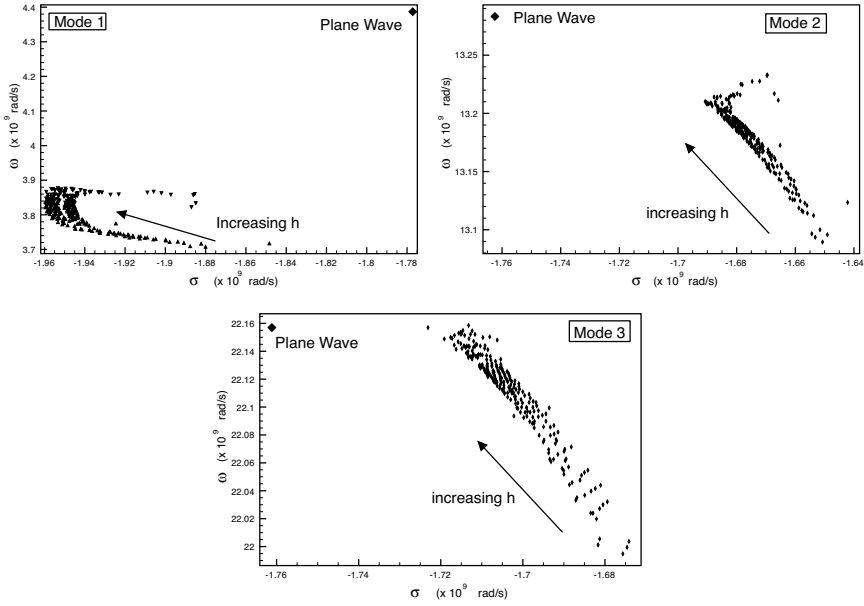 Mode 1
Plane Wave
4.4
4.3
4.2
4.1
4
3.9
3.8
3.7
ω (x 10⁹ rad/s)
Increasing h
-1.96
-1.94
-1.92
-1.9
-1.88
-1.86
-1.84
-1.82
-1.8
-1.78
σ (x 10⁹ rad/s)
Plane Wave
Mode 2
13.25
13.2
13.15
13.1
ω (x 10⁹ rad/s)
increasing h
-1.76
-1.74
-1.72
-1.7
-1.68
-1.66
-1.64
σ (x 10⁹ rad/s)
Mode 3
Plane Wave
22.16
22.14
22.12
22.1
22.08
22.06
22.04
22.02
22
ω (x 10⁹ rad/s)
increasing h
-1.76
-1.74
-1.72
-1.7
-1.68
σ (x 10⁹ rad/s)